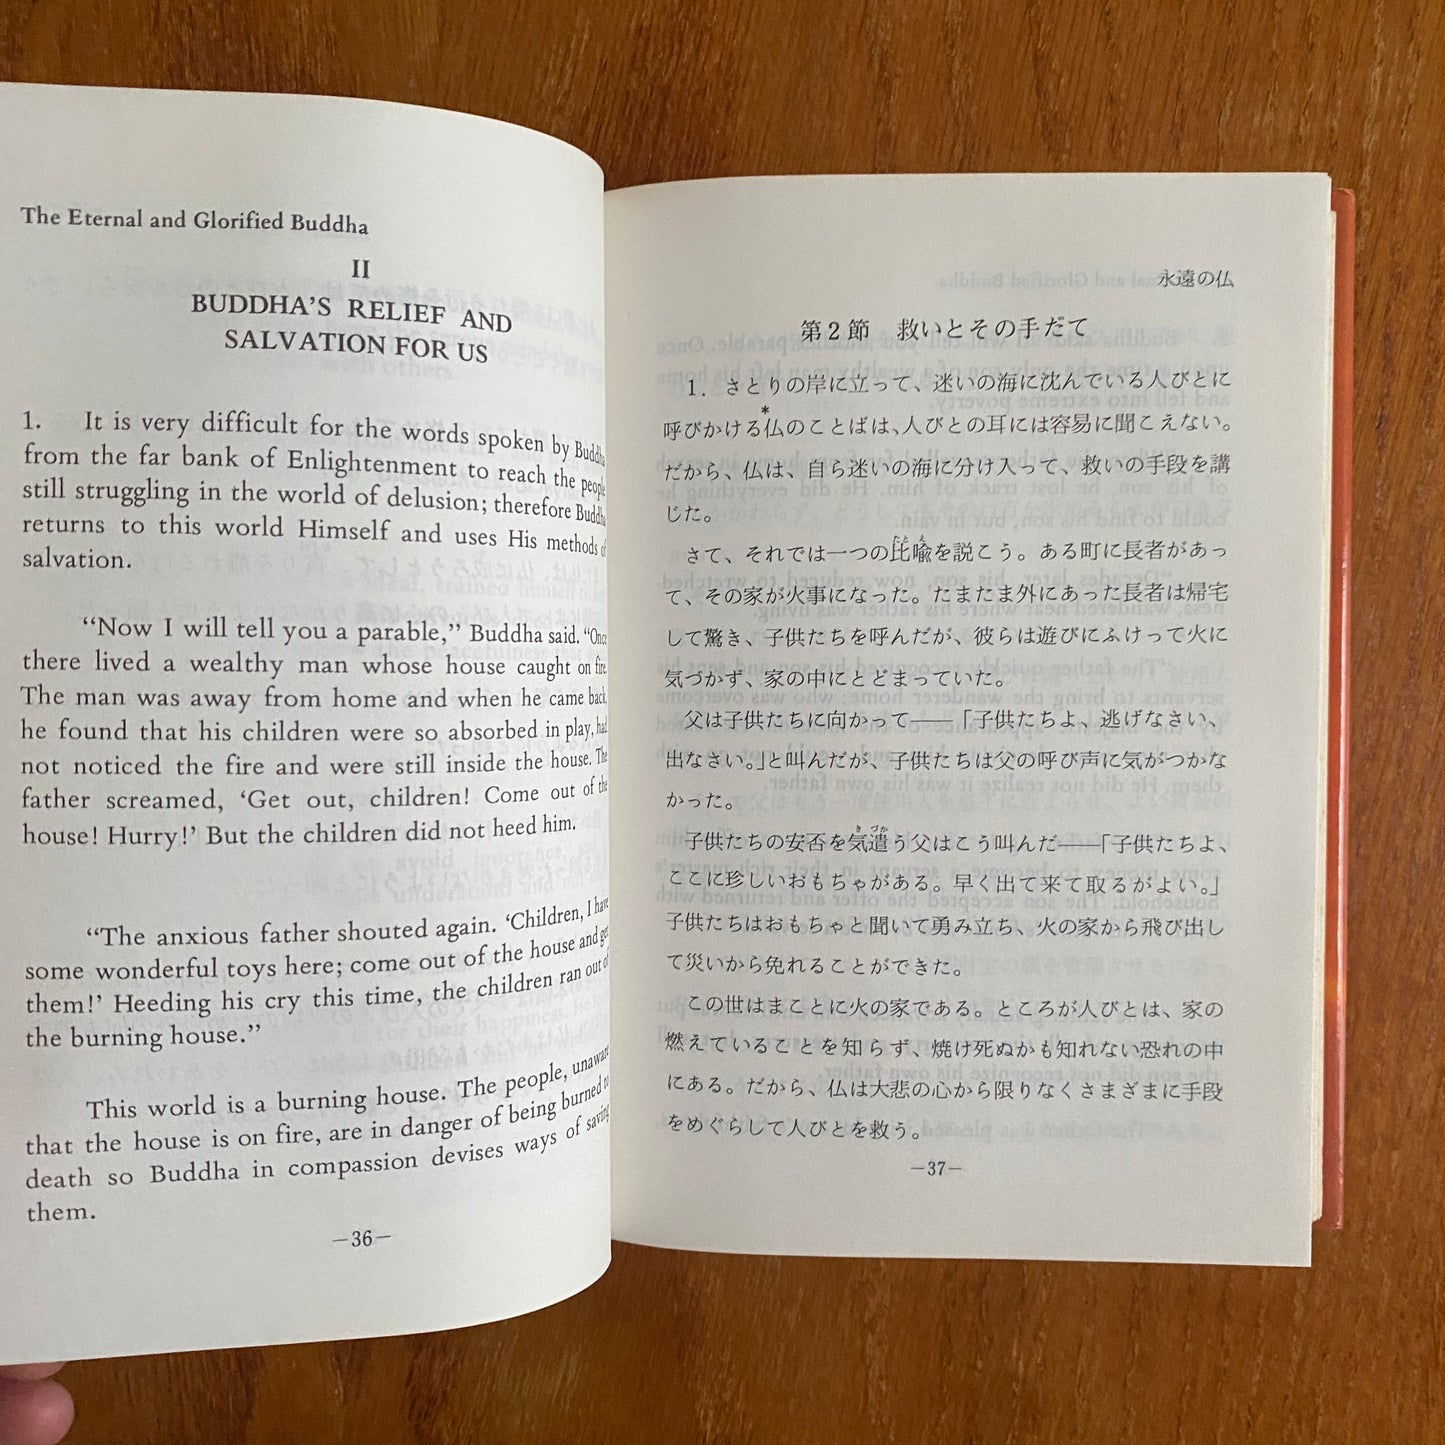 The Eternal and Glorified Buddha
II
BUDDHA'S RELIEF AND
SALVATION FOR US
1. It is very difficult for the words spoken by Buddha
from the far bank of Enlightenment to reach the people
still struggling in the world of delusion; therefore Buddha
returns to this world Himself and uses His methods of
salvation.
“Now I will tell you a parable,” Buddha said. “Once
there lived a wealthy man whose house caught on fire.
The man was away from home and when he came back,
he found that his children were so absorbed in play, had
not noticed the fire and were still inside the house. The
father screamed, ‘Get out, children! Come out of the
house! Hurry!’ But the children did not heed him.
“The anxious father shouted again. ‘Children, I have
some wonderful toys here; come out of the house and get
them!’ Heeding his cry this time, the children ran out of
the burning house.”
This world is a burning house. The people, unaware
that the house is on fire, are in danger of being burned to
death so Buddha in compassion devises ways of saving
them.
—36—
永遠の仏
第2節 救いとその手だて
1. さとりの岸に立って、迷いの海に沈んでいる人びとに
呼びかける*仏のことばは、人びとの耳には容易に聞こえない。
だから、仏は、自ら迷いの海に分け入って、救いの手段を講
じた。
さて、それでは一つの比喩を説こう。ある町に長者があっ
て、その家が火事になった。たまたま外にあった長者は帰宅
して驚き、子供たちを呼んだが、彼らは遊びにふけって火に
気づかず、家の中にとどまっていた。
父は子供たちに向かって——「子供たちよ、逃げなさい、
出なさい。」と叫んだが、子供たちは父の呼び声に気がつかな
かった。
子供たちの安否を気遣う父はこう叫んだ——「子供たちよ、
ここに珍しいおもちゃがある。早く出て来て取るがよい。」
子供たちはおもちゃと聞いて勇み立ち、火の家から飛び出し
て災いから免れることができた。
この世はまことに火の家である。ところが人びとは、家の
燃えていることを知らず、焼け死ぬかも知れない恐れの中
にある。だから、仏は大悲の心から限りなくさまざまに手段
をめぐらして人びとを救う。
—37—